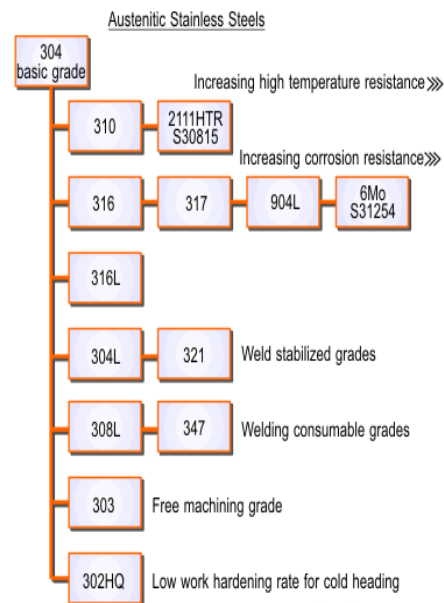 Austenitic Stainless Steels
304
basic grade
Increasing high temperature resistance >>>
310
2111HTR
S30815
Increasing corrosion resistance >>>
316
317
904L
6Mo
S31254
316L
304L
321
Weld stabilized grades
308L
347
Welding consumable grades
303
Free machining grade
302HQ
Low work hardening rate for cold heading